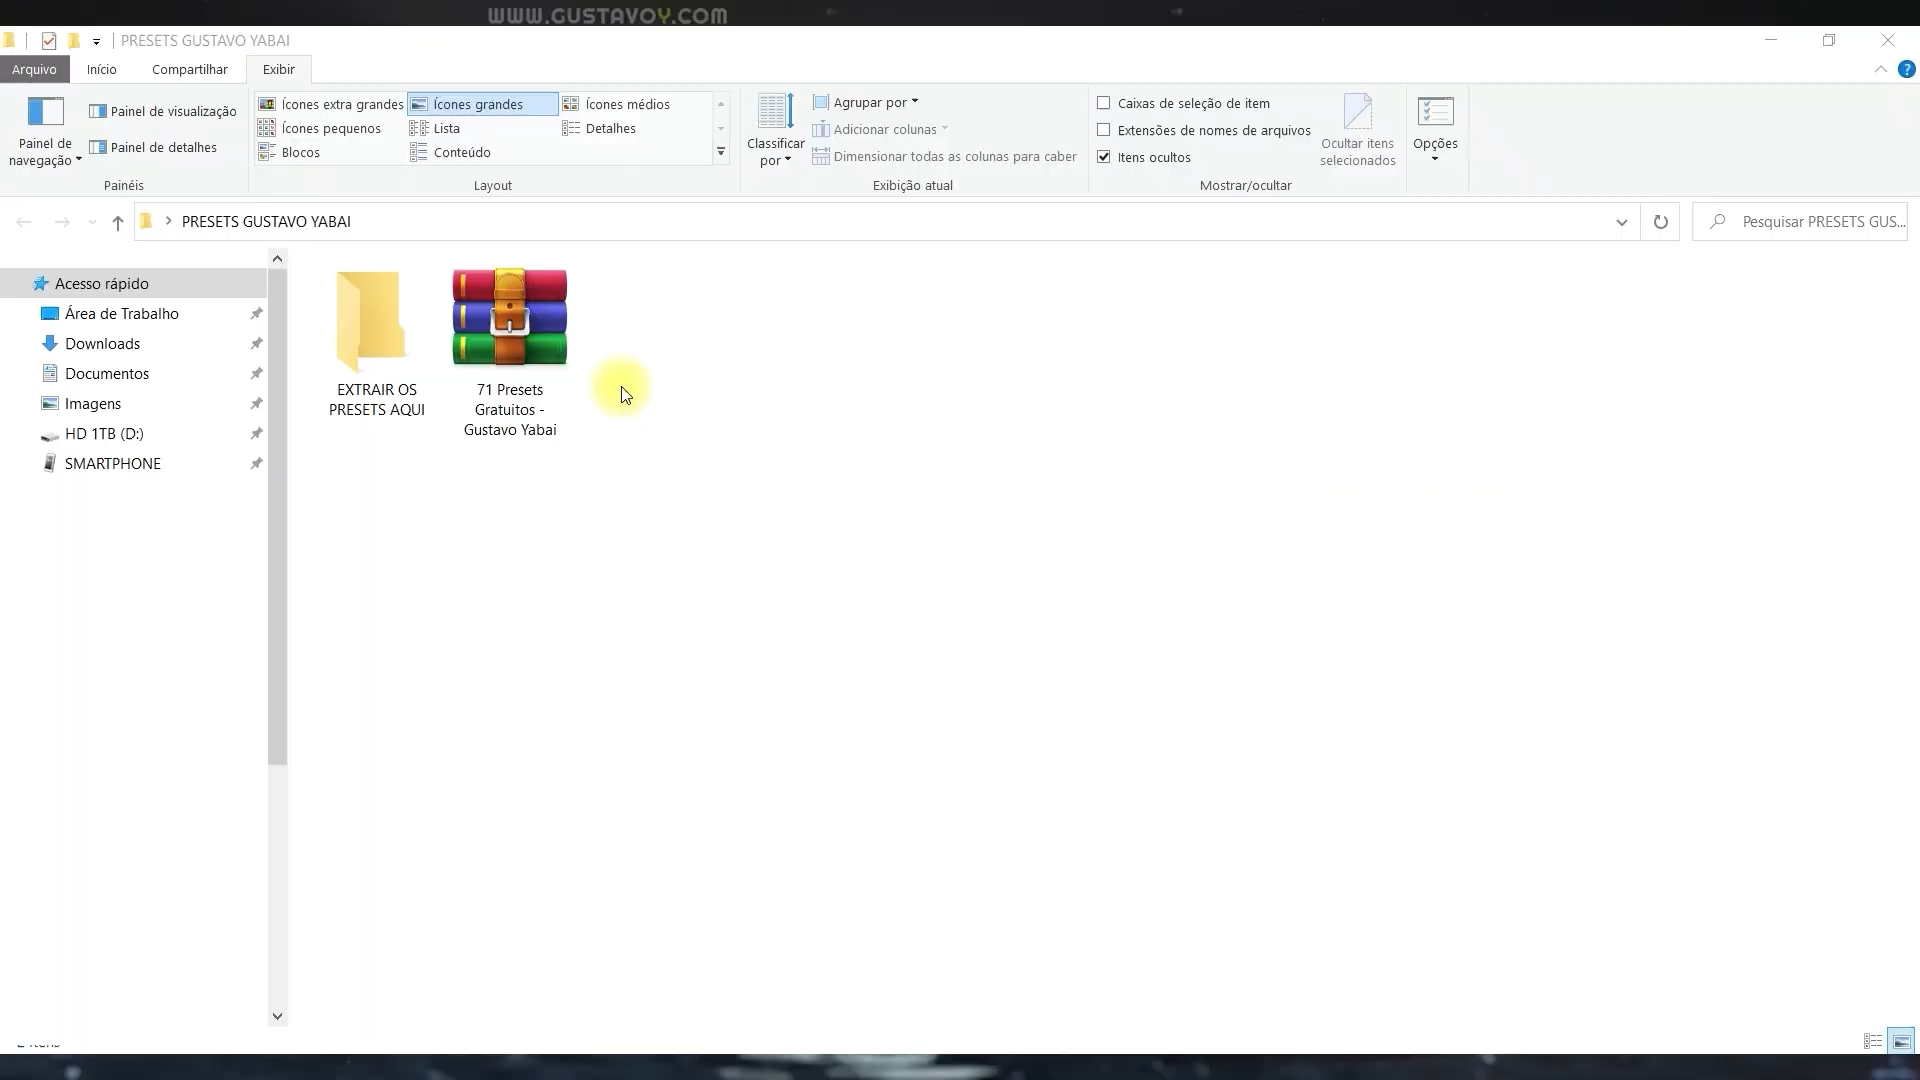 WWW.GUSTAVOY.COM
PRESETS GUSTAVO YABAI
Arquivo Início Compartilhar Exibir
Painel de navegação
Painel de visualização
Painel de detalhes
Painéis
Ícones extra grandes Ícones grandes Ícones médios
Ícones pequenos Lista Detalhes
Blocos Conteúdo
Layout
Classificar por
Agrupar por
Adicionar colunas
Dimensionar todas as colunas para caber
Exibição atual
Caixas de seleção de item
Extensões de nomes de arquivos
Itens ocultos
Ocultar itens selecionados
Mostrar/ocultar
Opções
PRESETS GUSTAVO YABAI
Pesquisar PRESETS GUS...
Acesso rápido
Área de Trabalho
Downloads
Documentos
Imagens
HD 1TB (D:)
SMARTPHONE
EXTRAIR OS
PRESETS AQUI
71 Presets
Gratuitos -
Gustavo Yabai